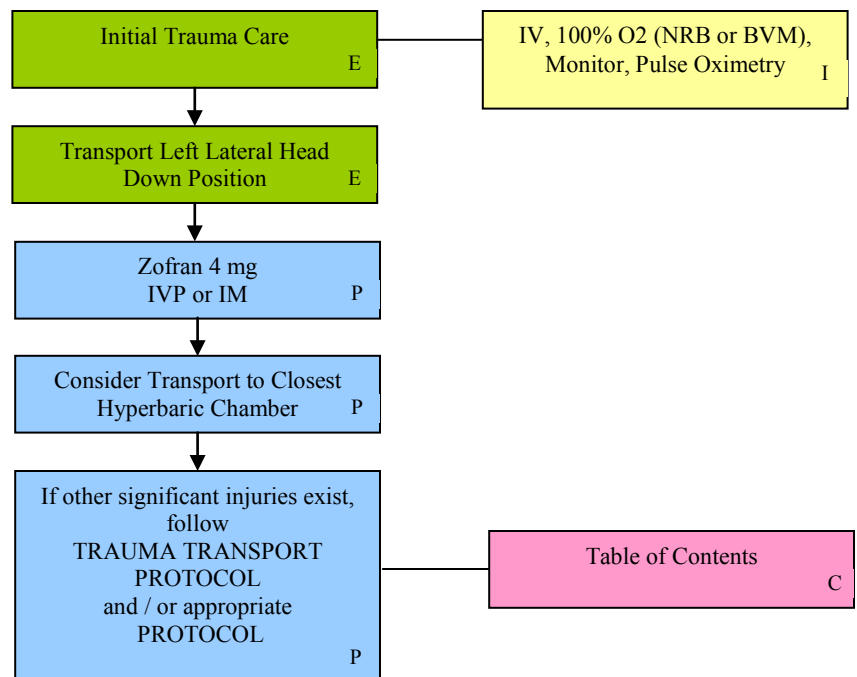 Initial Trauma Care
E
IV, 100% O2 (NRB or BVM),
Monitor, Pulse Oximetry
I
Transport Left Lateral Head
Down Position
E
Zofran 4 mg
IVP or IM
P
Consider Transport to Closest
Hyperbaric Chamber
P
If other significant injuries exist,
follow
TRAUMA TRANSPORT
PROTOCOL
and / or appropriate
PROTOCOL
P
Table of Contents
C